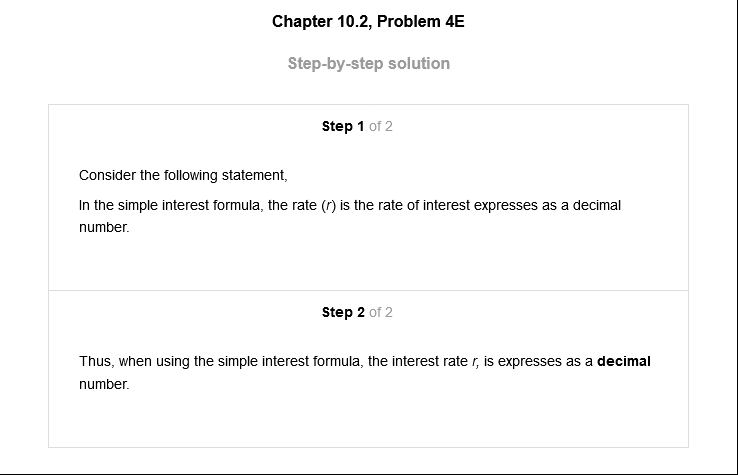 Chapter 10.2, Problem 4E
Step-by-step solution
Step 1 of 2
Consider the following statement,
In the simple interest formula, the rate (r) is the rate of interest expresses as a decimal
number.
Step 2 of 2
Thus, when using the simple interest formula, the interest rate r, is expresses as a decimal
number.